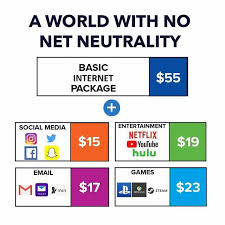 A WORLD WITH NO
NET NEUTRALITY
BASIC
INTERNET
PACKAGE
$55
+
SOCIAL MEDIA
$15
ENTERTAINMENT
NETFLIX
YouTube
hulu
$19
EMAIL
$17
GAMES
STEAM
$23